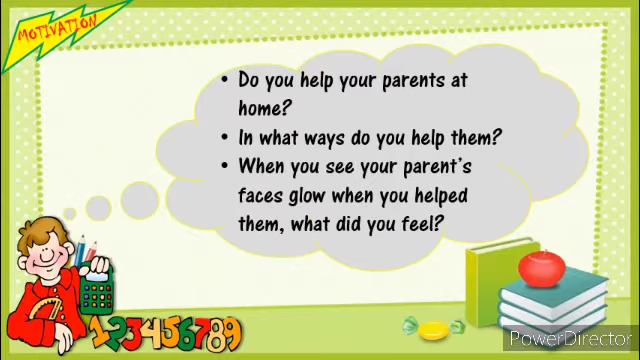 MOTIVATION
• Do you help your parents at
home?
• In what ways do you help them?
• When you see your parent's
faces glow when you helped
them, what did you feel?
123456789
PowerDirector